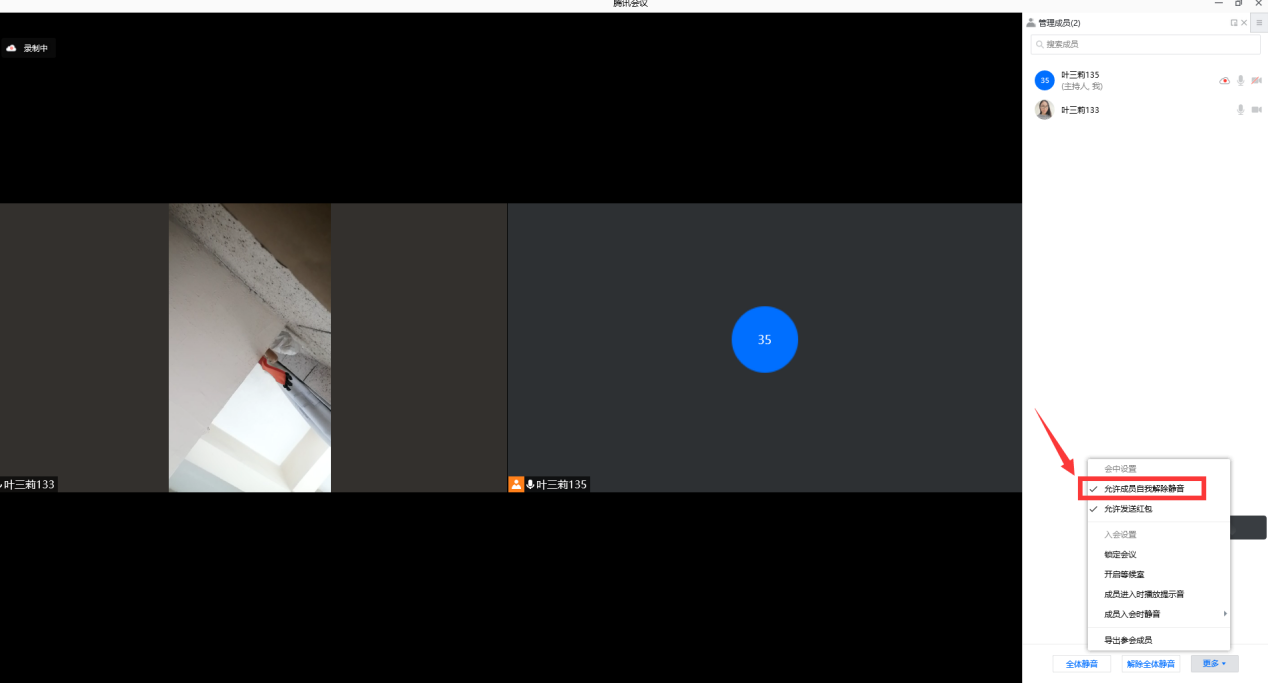 腾讯会议
录制中
管理成员(2)
搜索成员
35
叶三莉135
(主持人, 我)
叶三莉133
35
叶三莉133
叶三莉135
会中设置
允许成员自我解除静音
允许发送红包
入会设置
锁定会议
开启等候室
成员进入时播放提示音
成员入会时静音
导出参会成员
全体静音
解除全体静音
更多